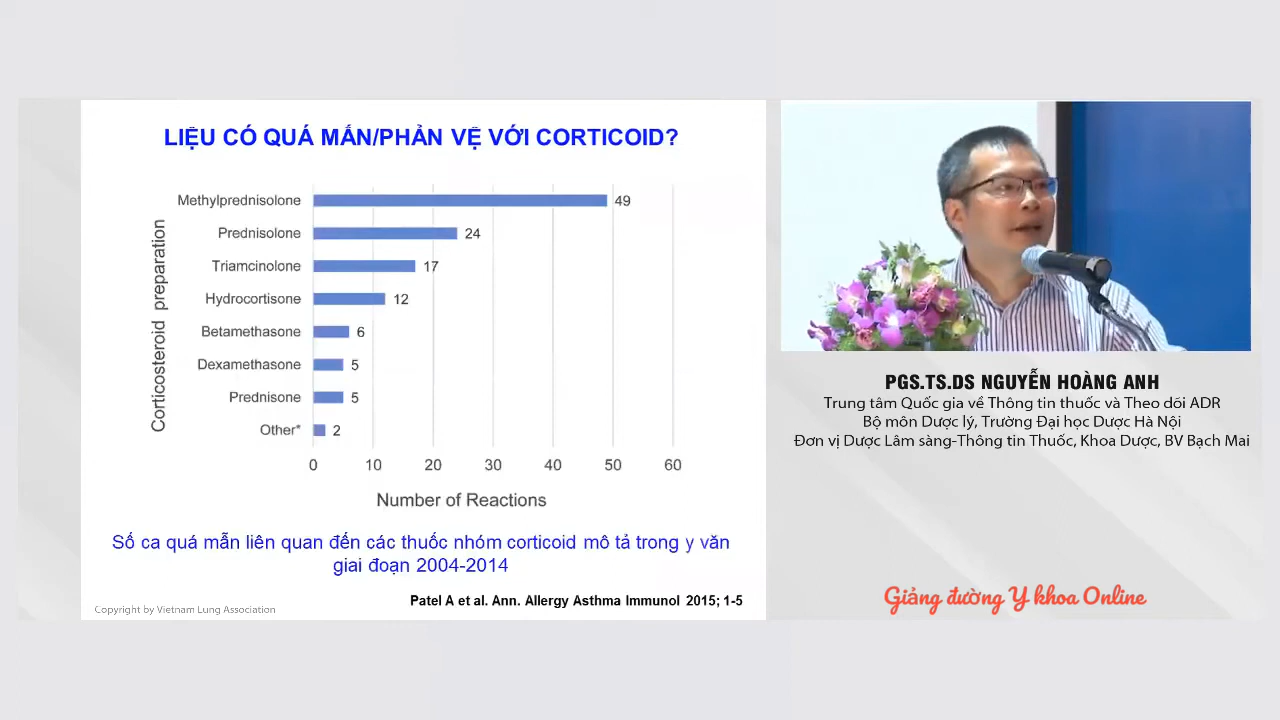 LIỆU CÓ QUÁ MẪN/PHẢN VỆ VỚI CORTICOID?
Corticosteroid preparation
Methylprednisolone 49
Prednisolone 24
Triamcinolone 17
Hydrocortisone 12
Betamethasone 6
Dexamethasone 5
Prednisone 5
Other* 2
0 10 20 30 40 50 60
Number of Reactions
Số ca quá mẫn liên quan đến các thuốc nhóm corticoid mô tả trong y văn
giai đoạn 2004-2014
Patel A et al. Ann. Allergy Asthma Immunol 2015; 1-5
Copyright by Vietnam Lung Association
PGS.TS.DS NGUYỄN HOÀNG ANH
Trung tâm Quốc gia về Thông tin thuốc và Theo dõi ADR
Bộ môn Dược lý, Trường Đại học Dược Hà Nội
Đơn vị Dược Lâm sàng-Thông tin Thuốc, Khoa Dược, BV Bạch Mai
Giảng đường Y khoa Online